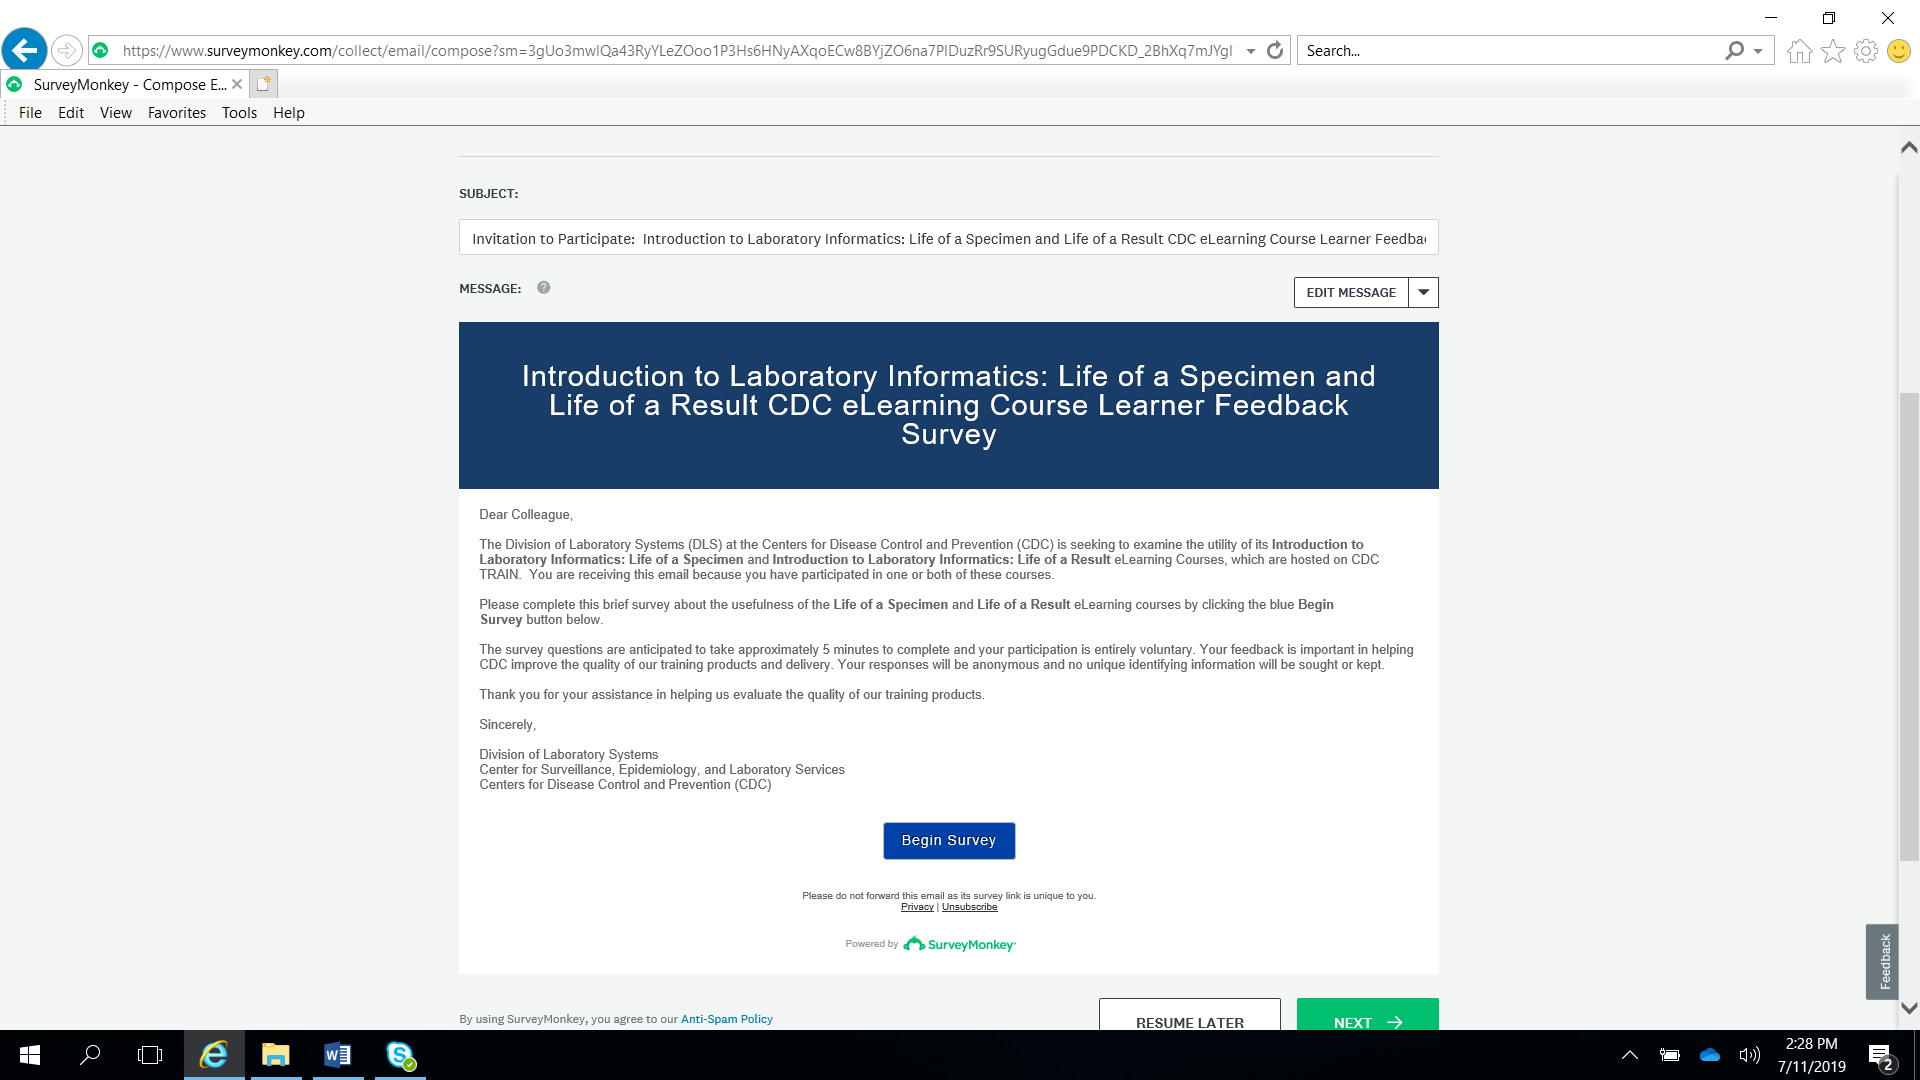 https://www.surveymonkey.com/collect/email/compose?sm=
Search...
SurveyMonkey - Compose E...
File Edit View Favorites Tools Help
SUBJECT:
Invitation to Participate:  Introduction to Laboratory Informatics: Life of a Specimen and Life of a Result CDC eLearning Course Learner Feedba
MESSAGE: ?
EDIT MESSAGE
Introduction to Laboratory Informatics: Life of a Specimen and
Life of a Result CDC eLearning Course Learner Feedback
Survey
Dear Colleague,
The Division of Laboratory Systems (DLS) at the Centers for Disease Control and Prevention (CDC) is seeking to examine the utility of its Introduction to
Laboratory Informatics: Life of a Specimen and Introduction to Laboratory Informatics: Life of a Result eLearning Courses, which are hosted on CDC
TRAIN.  You are receiving this email because you have participated in one or both of these courses.
Please complete this brief survey about the usefulness of the Life of a Specimen and Life of a Result eLearning courses by clicking the blue Begin
Survey button below.
The survey questions are anticipated to take approximately 5 minutes to complete and your participation is entirely voluntary. Your feedback is important in helping
CDC improve the quality of our training products and delivery. Your responses will be anonymous and no unique identifying information will be sought or kept.
Thank you for your assistance in helping us evaluate the quality of our training products.
Sincerely,
Division of Laboratory Systems
Center for Surveillance, Epidemiology, and Laboratory Services
Centers for Disease Control and Prevention (CDC)
Begin Survey
Please do not forward this email as its survey link is unique to you.
Privacy | Unsubscribe
Powered by SurveyMonkey
Feedback
By using SurveyMonkey, you agree to our Anti-Spam Policy
RESUME LATER
NEXT
2:28 PM
7/11/2019
2